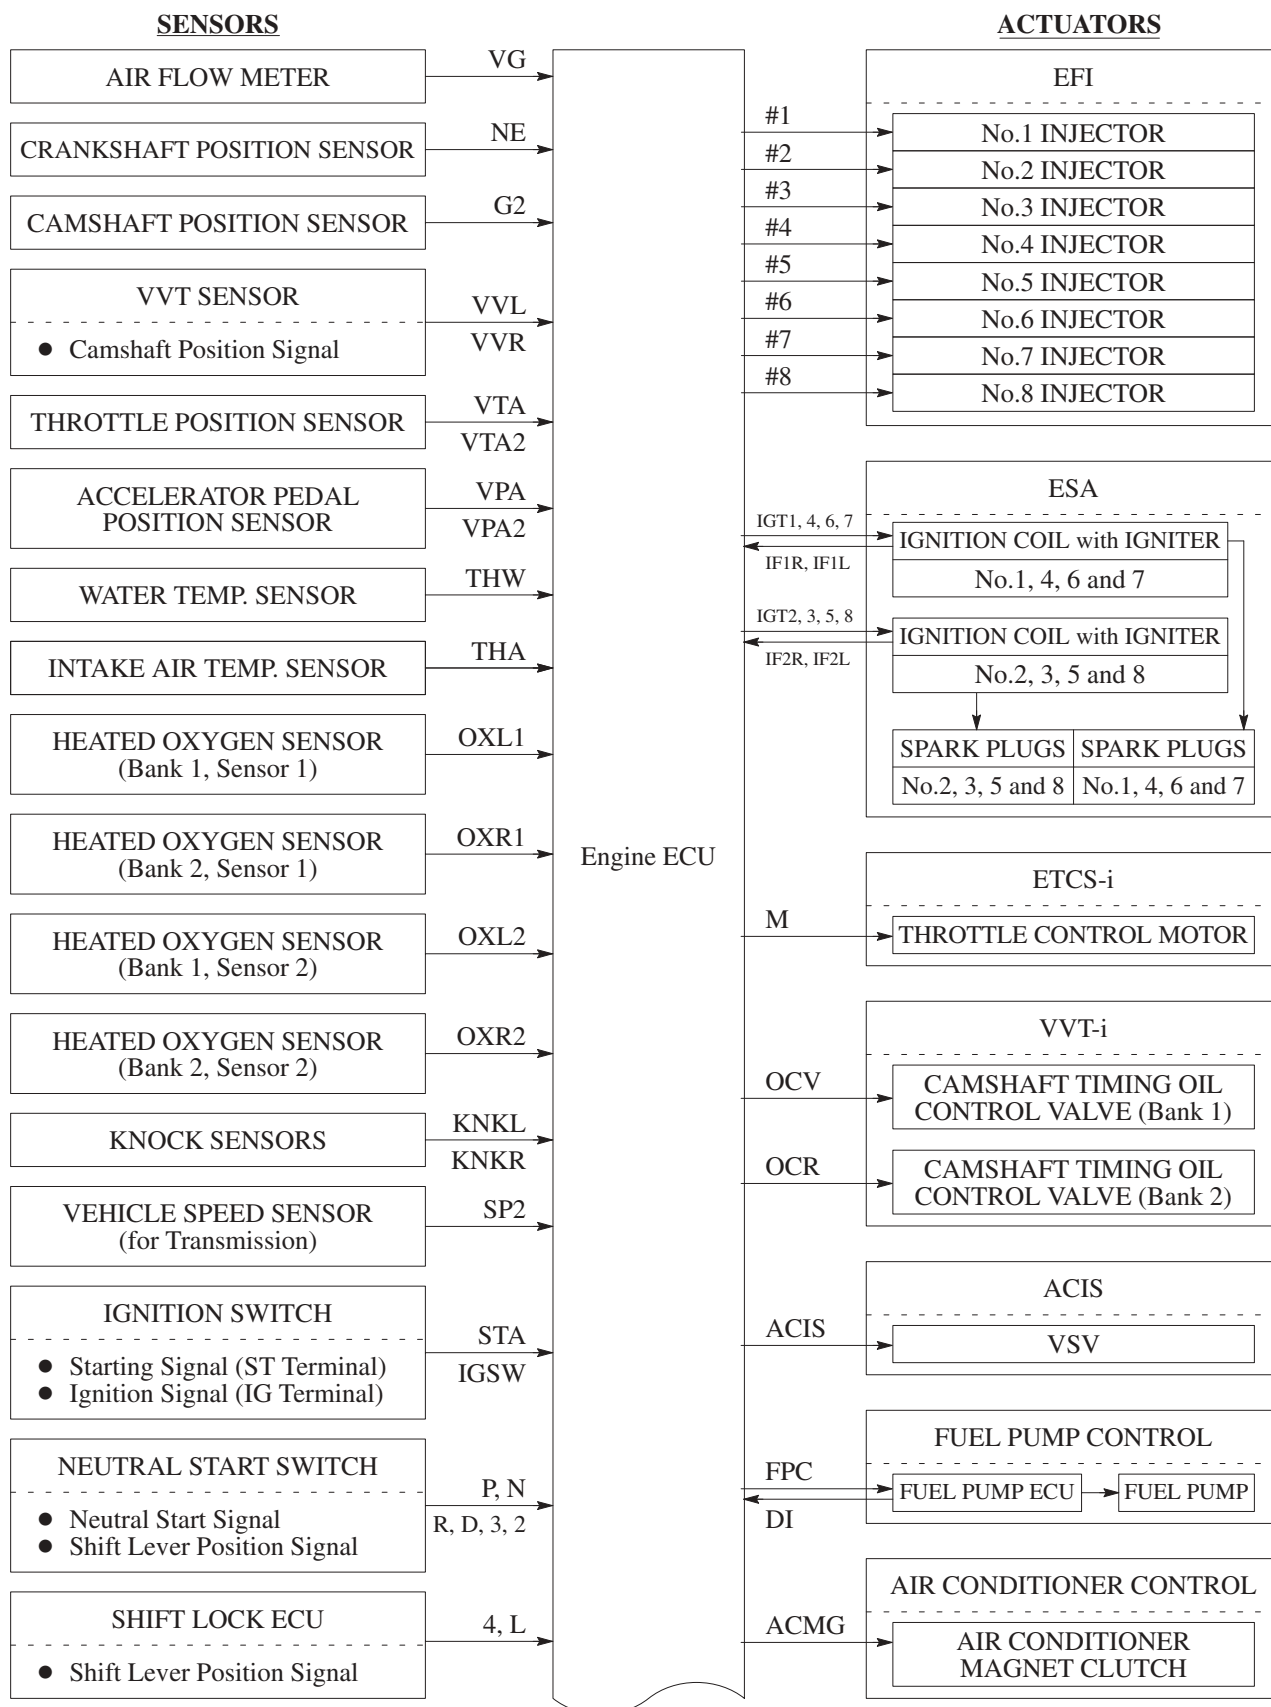 SENSORS
AIR FLOW METER
VG
CRANKSHAFT POSITION SENSOR
NE
CAMSHAFT POSITION SENSOR
G2
VVT SENSOR
● Camshaft Position Signal
VVL
VVR
THROTTLE POSITION SENSOR
VTA
VTA2
ACCELERATOR PEDAL
POSITION SENSOR
VPA
VPA2
WATER TEMP. SENSOR
THW
INTAKE AIR TEMP. SENSOR
THA
HEATED OXYGEN SENSOR
(Bank 1, Sensor 1)
OXL1
HEATED OXYGEN SENSOR
(Bank 2, Sensor 1)
OXR1
HEATED OXYGEN SENSOR
(Bank 1, Sensor 2)
OXL2
HEATED OXYGEN SENSOR
(Bank 2, Sensor 2)
OXR2
KNOCK SENSORS
KNKL
KNKR
VEHICLE SPEED SENSOR
(for Transmission)
SP2
IGNITION SWITCH
● Starting Signal (ST Terminal)
● Ignition Signal (IG Terminal)
STA
IGSW
NEUTRAL START SWITCH
● Neutral Start Signal
● Shift Lever Position Signal
P, N
R, D, 3, 2
SHIFT LOCK ECU
● Shift Lever Position Signal
4, L
Engine ECU
ACTUATORS
EFI
#1
No.1 INJECTOR
#2
No.2 INJECTOR
#3
No.3 INJECTOR
#4
No.4 INJECTOR
#5
No.5 INJECTOR
#6
No.6 INJECTOR
#7
No.7 INJECTOR
#8
No.8 INJECTOR
ESA
IGT1, 4, 6, 7
IF1R, IF1L
IGNITION COIL with IGNITER
No.1, 4, 6 and 7
IGT2, 3, 5, 8
IF2R, IF2L
IGNITION COIL with IGNITER
No.2, 3, 5 and 8
SPARK PLUGS
No.2, 3, 5 and 8
SPARK PLUGS
No.1, 4, 6 and 7
ETCS-i
M
THROTTLE CONTROL MOTOR
VVT-i
OCV
CAMSHAFT TIMING OIL
CONTROL VALVE (Bank 1)
OCR
CAMSHAFT TIMING OIL
CONTROL VALVE (Bank 2)
ACIS
ACIS
VSV
FUEL PUMP CONTROL
FPC
DI
FUEL PUMP ECU
FUEL PUMP
AIR CONDITIONER CONTROL
ACMG
AIR CONDITIONER
MAGNET CLUTCH